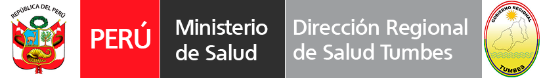 REPÚBLICA DEL PERÚ
PERÚ
Ministerio
de Salud
Dirección Regional
de Salud Tumbes
GOBIERNO REGIONAL
TUMBES